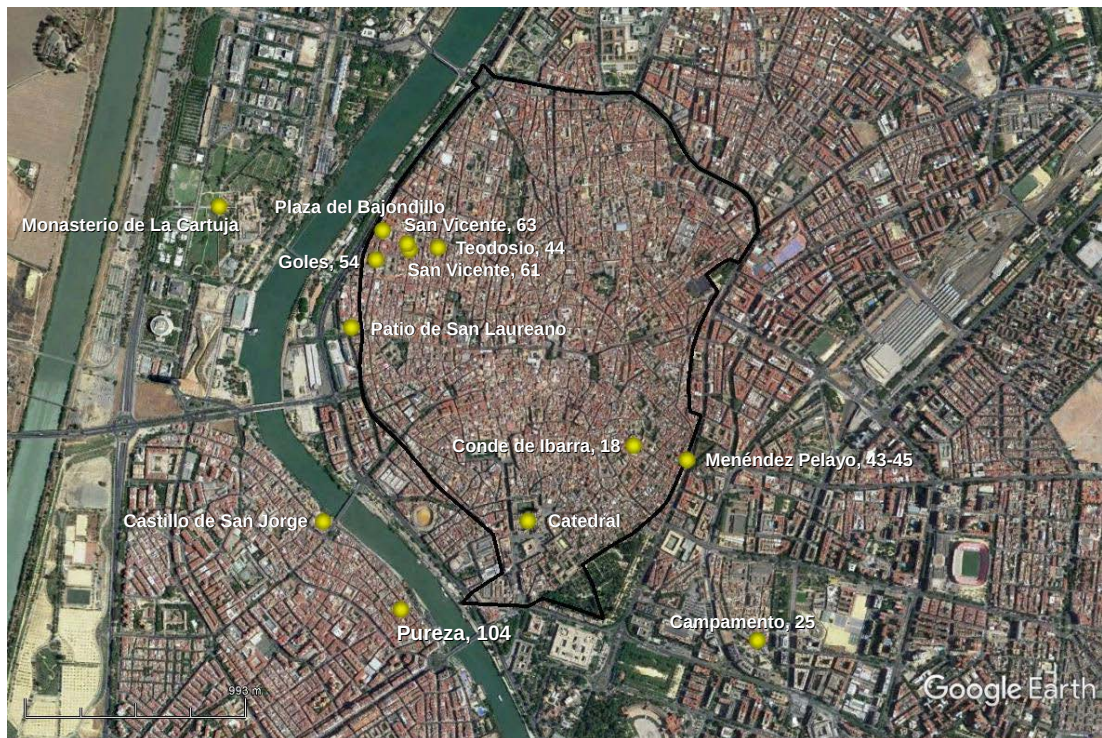 Monasterio de La Cartuja
Plaza del Bajondillo
San Vicente, 63
Teodosio, 44
Goles, 54
San Vicente, 61
Patio de San Laureano
Conde de Ibarra, 18
Menéndez Pelayo, 43-45
Castillo de San Jorge
Catedral
Pureza, 104
Campamento, 25
993 m
Google Earth